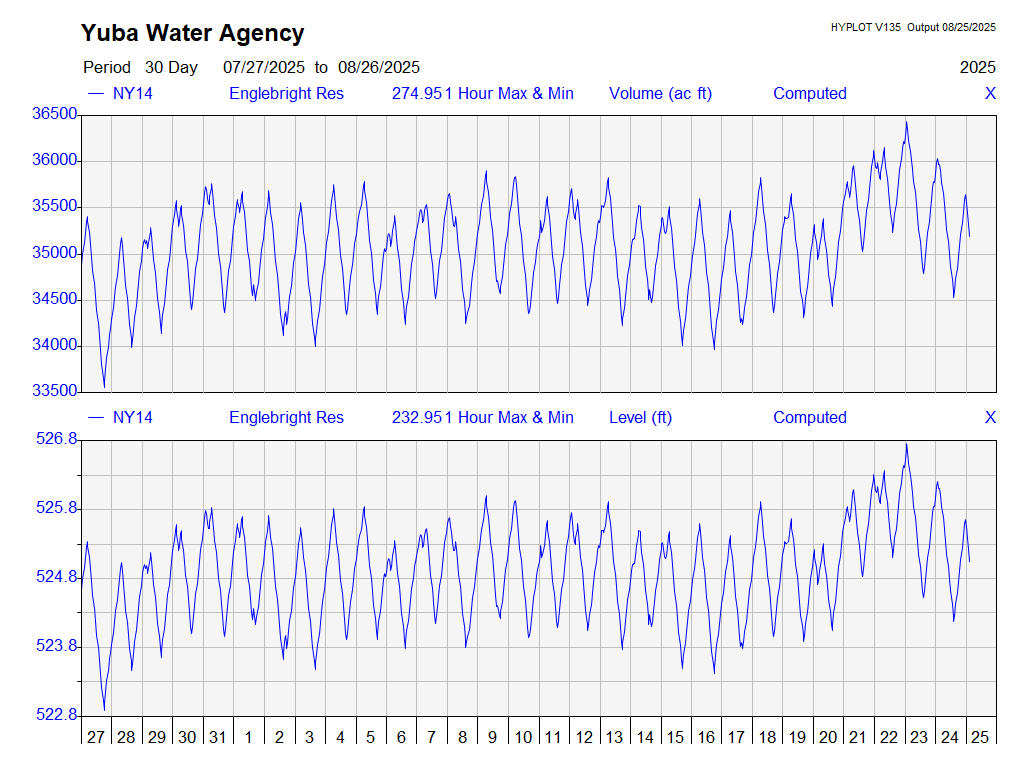 Yuba Water Agency
HYPLOT V135 Output 08/25/2025
Period 30 Day 07/27/2025 to 08/26/2025 2025
NY14 Englebright Res 274.951 Hour Max & Min Volume (ac ft) Computed X
36500
36000
35500
35000
34500
34000
33500
NY14 Englebright Res 232.951 Hour Max & Min Level (ft) Computed X
526.8
525.8
524.8
523.8
522.8
27 28 29 30 31 1 2 3 4 5 6 7 8 9 10 11 12 13 14 15 16 17 18 19 20 21 22 23 24 25